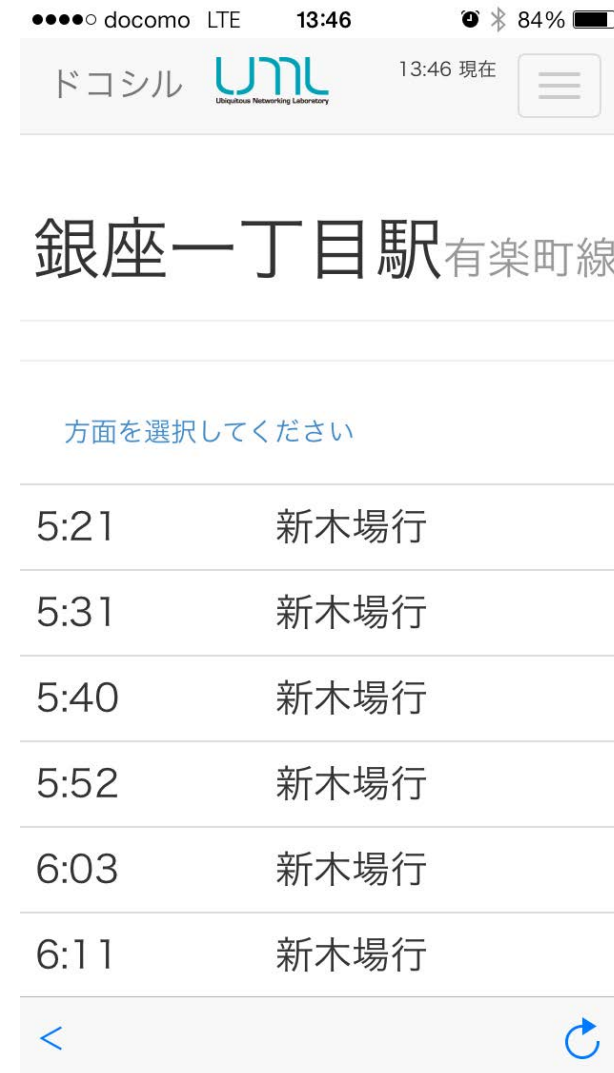 docomo LTE 13:46 84%
ドコシル UNL 13:46 現在
Ubiquitous Networking Laboratory
銀座一丁目駅 有楽町線
方面を選択してください
5:21 新木場行
5:31 新木場行
5:40 新木場行
5:52 新木場行
6:03 新木場行
6:11 新木場行
<